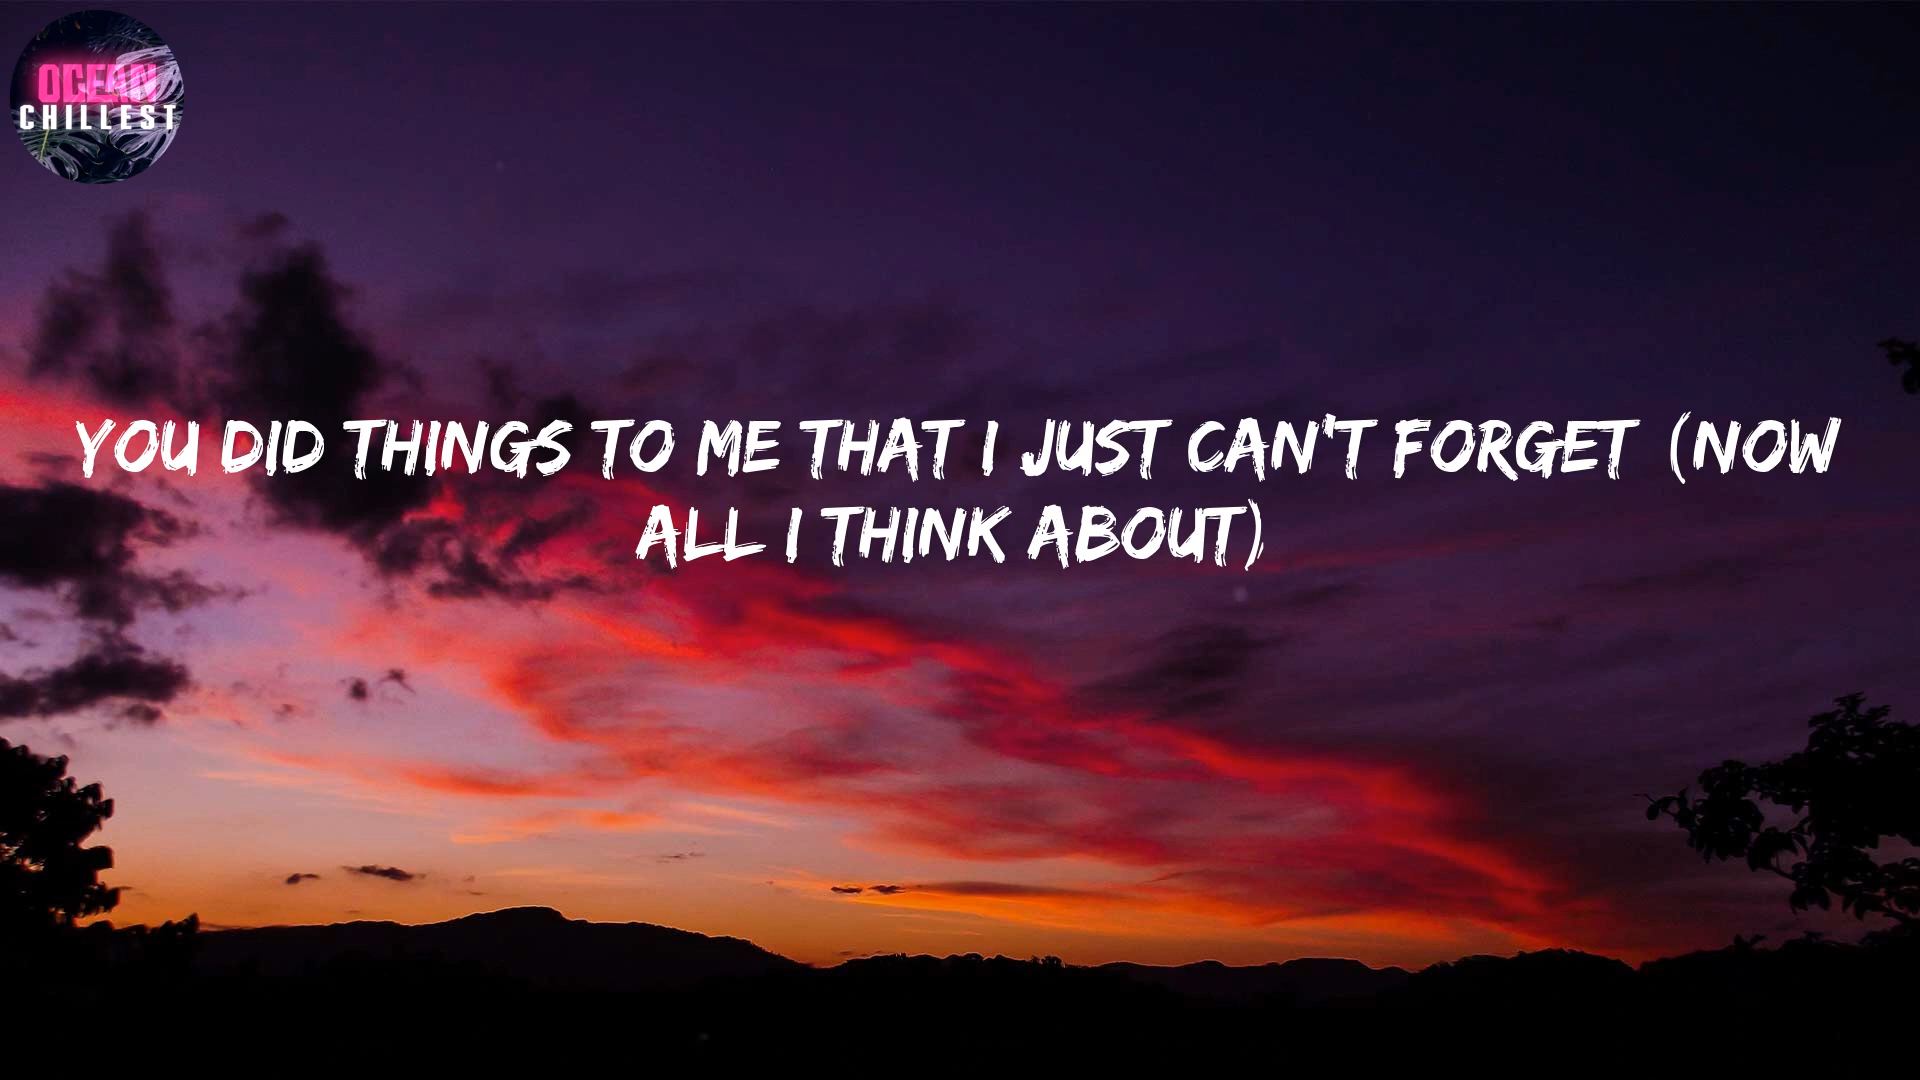 OCEAN
CHILLEST
YOU DID THINGS TO ME THAT I JUST CAN'T FORGET (NOW
ALL I THINK ABOUT)